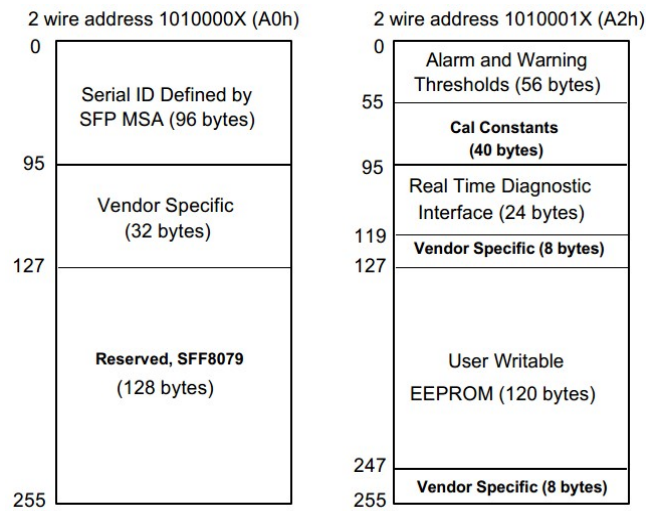 2 wire address 1010000X (A0h)
0
Serial ID Defined by
SFP MSA (96 bytes)
95
Vendor Specific
(32 bytes)
127
Reserved, SFF8079
(128 bytes)
255
2 wire address 1010001X (A2h)
0
Alarm and Warning
Thresholds (56 bytes)
55
Cal Constants
(40 bytes)
95
Real Time Diagnostic
Interface (24 bytes)
119
Vendor Specific (8 bytes)
127
User Writable
EEPROM (120 bytes)
247
Vendor Specific (8 bytes)
255